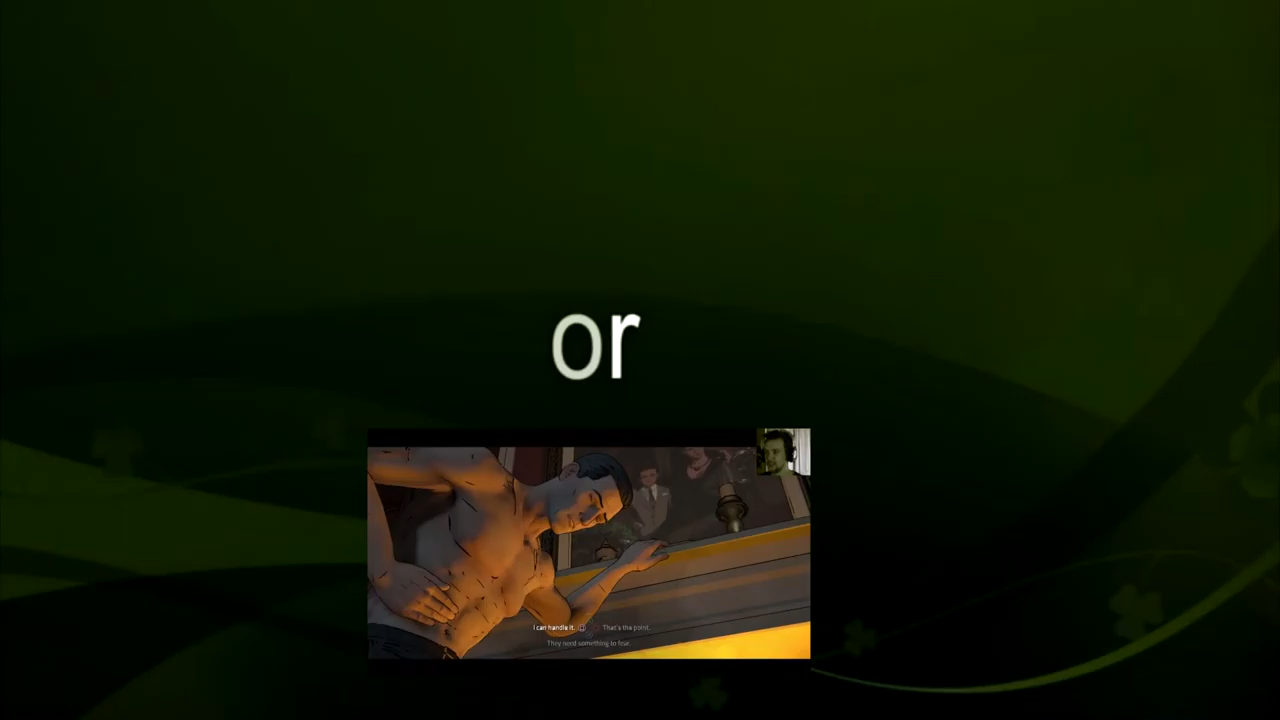 or
I can handle it. That's the point.
They need something to fear.